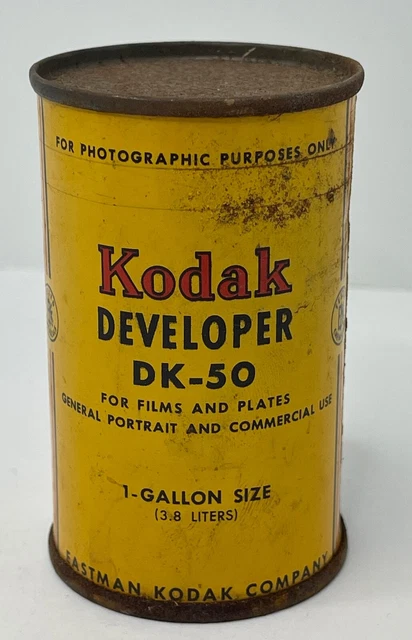 FOR PHOTOGRAPHIC PURPOSES ONLY
Kodak
DEVELOPER
DK-50
FOR FILMS AND PLATES
GENERAL PORTRAIT AND COMMERCIAL USE
1-GALLON SIZE
(3.8 LITERS)
EASTMAN KODAK COMPANY